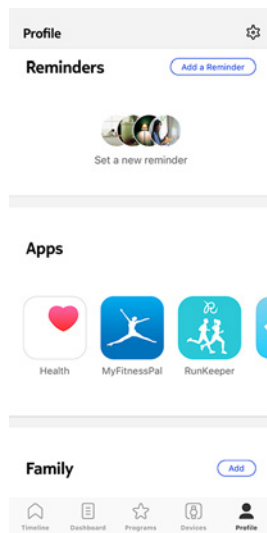 Profile
Reminders
Add a Reminder
Set a new reminder
Apps
Health
MyFitnessPal
RunKeeper
Family
Add
Timeline
Dashboard
Programs
Devices
Profile